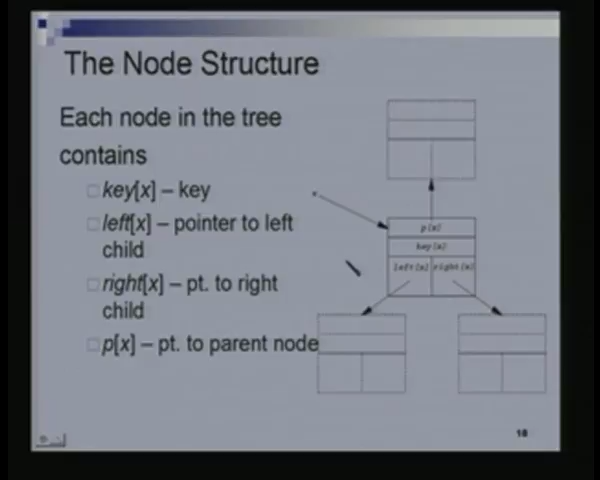 The Node Structure
Each node in the tree
contains
key[x] – key
left[x] – pointer to left
child
right[x] – pt. to right
child
p[x] – pt. to parent node
p[x]
key[x]
left[x] right[x]
18